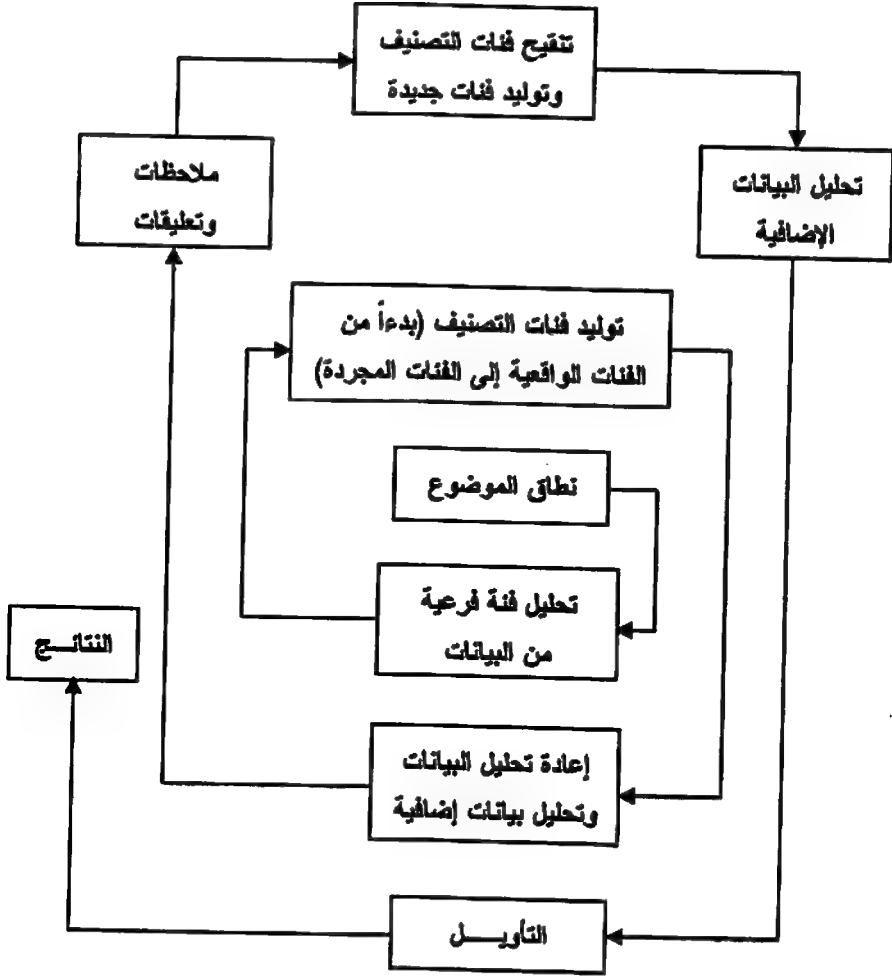 تنقيح فئات التصنيف
وتوليد فئات جديدة
ملاحظات
وتعليقات
تحليل البيانات
الإضافية
توليد فئات التصنيف (بدءاً من
الفئات الواقعية إلى الفئات المجردة)
نطاق الموضوع
تحليل فئة فرعية
من البيانات
النتائـــج
إعادة تحليل البيانات
وتحليل بيانات إضافية
التأويـــــل